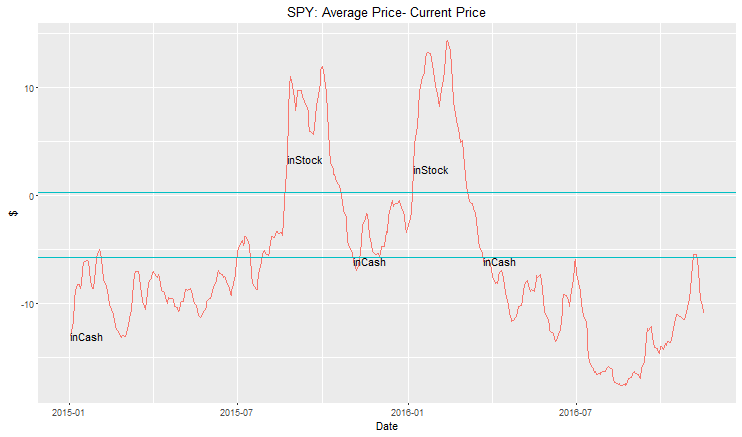 SPY: Average Price- Current Price
10
inStock
inStock
0
$
inCash
inCash
-10
inCash
2015-01
2015-07
2016-01
2016-07
Date